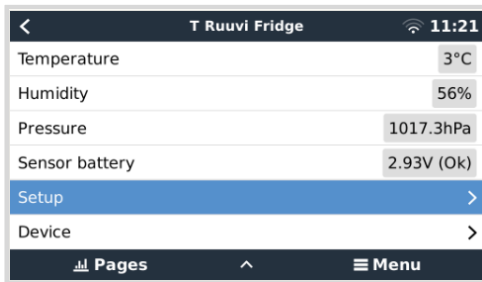 T Ruuvi Fridge 11:21
Temperature 3°C
Humidity 56%
Pressure 1017.3hPa
Sensor battery 2.93V (Ok)
Setup
Device
Pages Menu